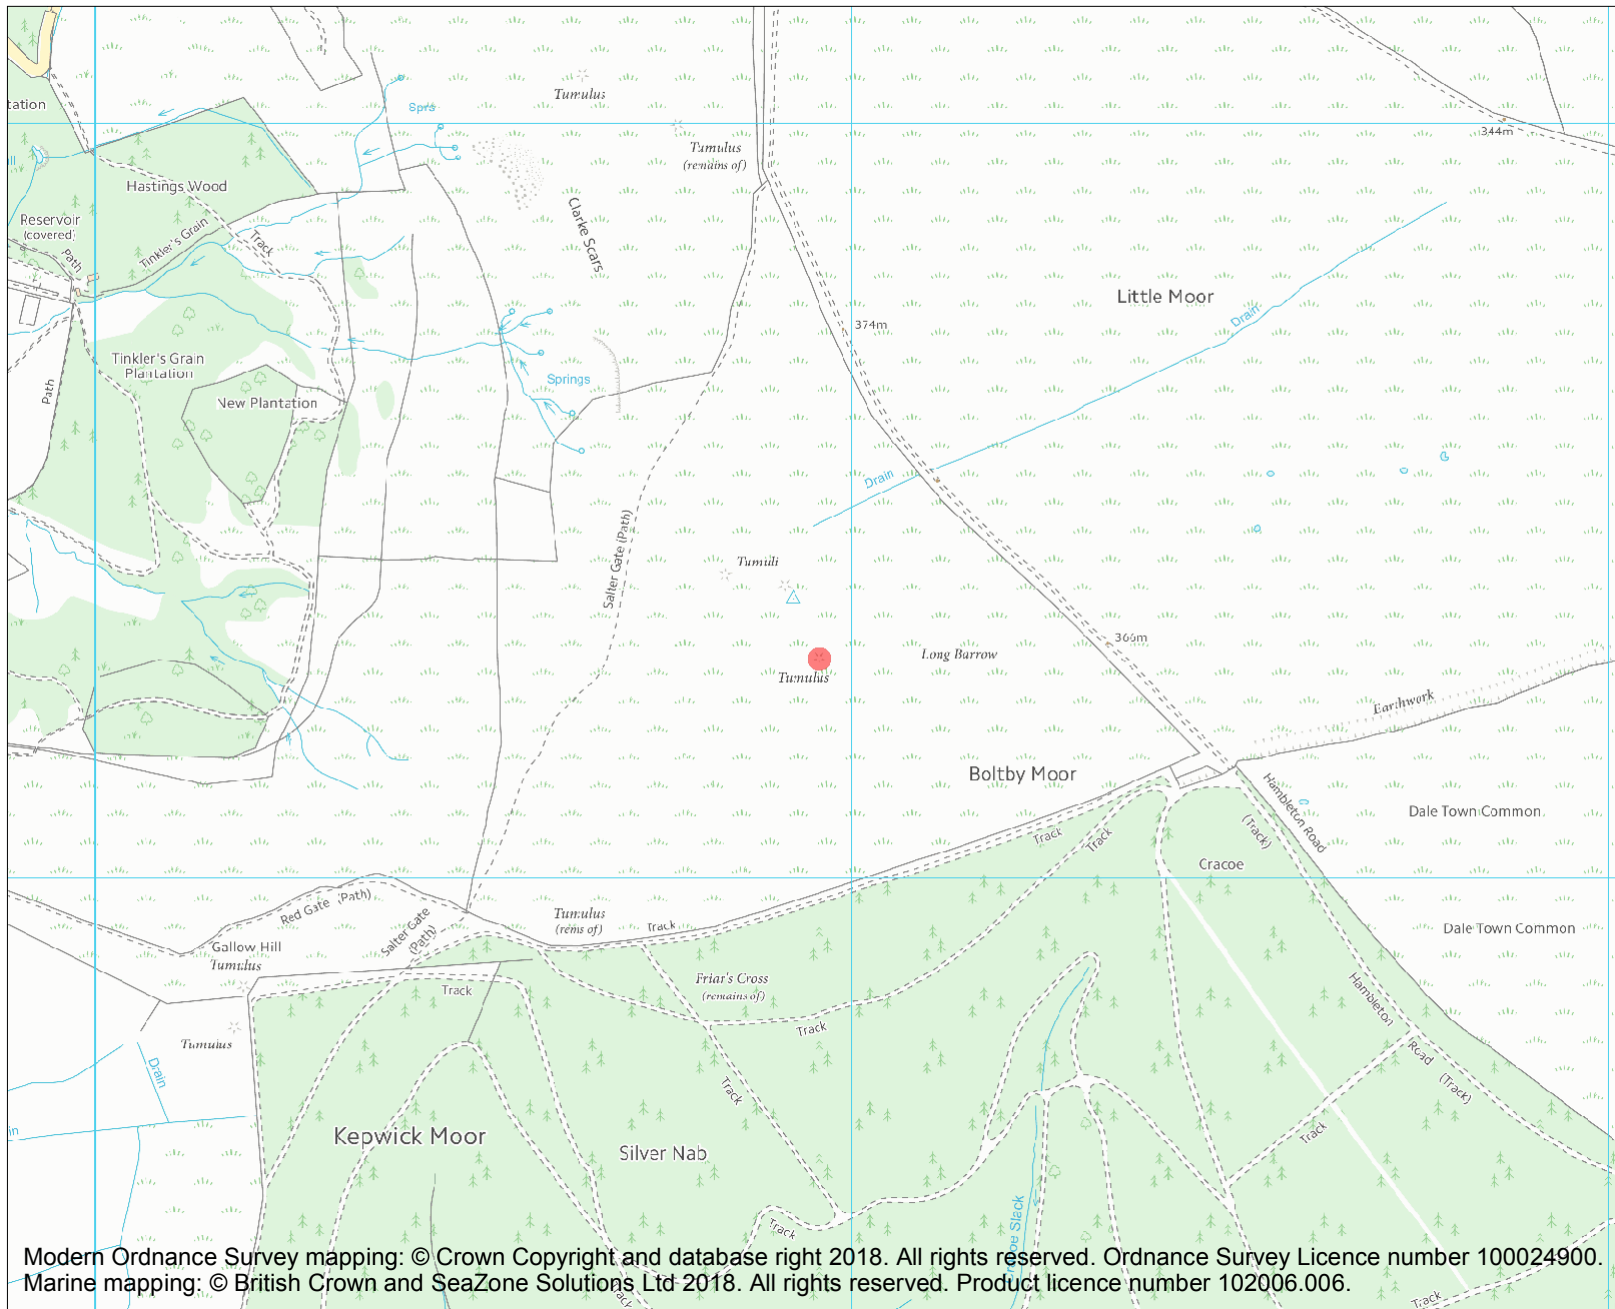 tation
Sprs
Tumulus
344m
Tumulus
(remains of)
Hastings Wood
Reservoir
(covered)
Path
Tinkler's Grain
Track
Clarke Scars
Little Moor
Drain
374m
Tinkler's Grain
Plantation
Path
New Plantation
Springs
Drain
Salter Gate (Path)
Tumuli
366m
Long Barrow
Tumulus
Earthwork
Boltby Moor
Hambleton Road
(Track)
Dale Town Common
Track
Track
Cracoe
Red Gate (Path)
Salter Gate
(Path)
Tumulus
(rems of)
Track
Dale Town Common
Gallow Hill
Tumulus
Friar's Cross
(remains of)
Track
Hambleton
Road
(Track)
Track
Tumulus
Drain
Track
in
Kepwick Moor
Silver Nab
Track
Track
Slack
Track
Modern Ordnance Survey mapping: © Crown Copyright and database right 2018. All rights reserved. Ordnance Survey Licence number 100024900.
Marine mapping: © British Crown and SeaZone Solutions Ltd 2018. All rights reserved. Product licence number 102006.006.